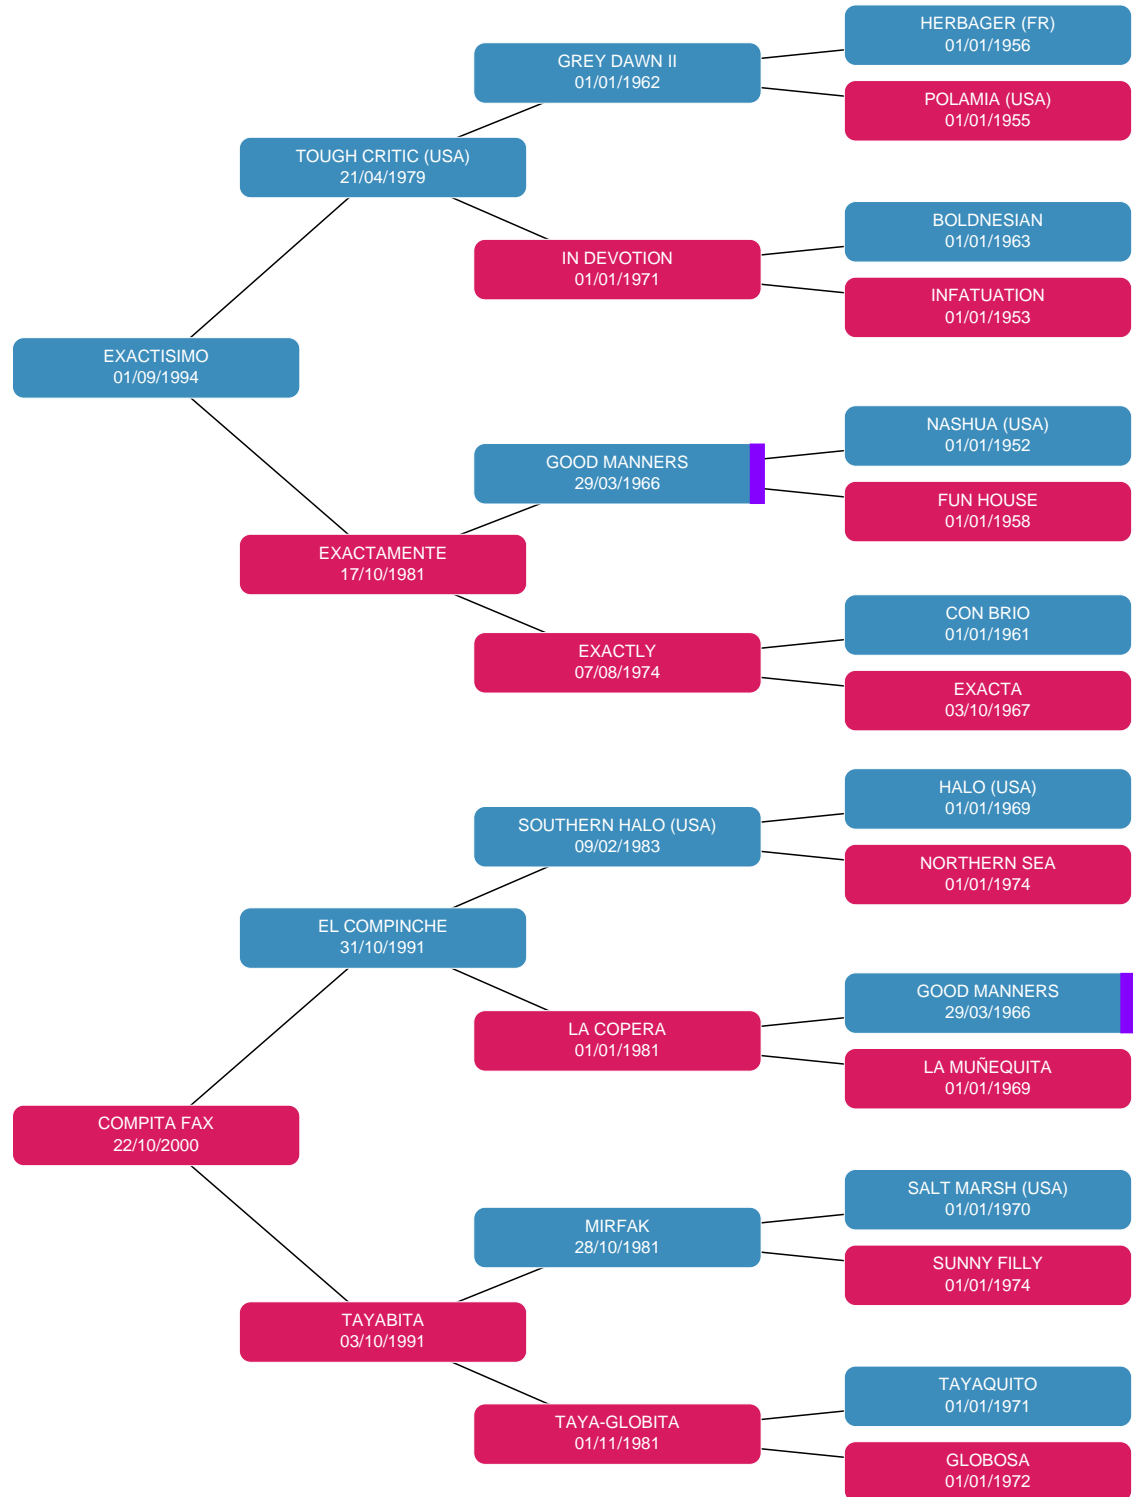 HERBAGER (FR)
01/01/1956
GREY DAWN II
01/01/1962
POLAMIA (USA)
01/01/1955
TOUGH CRITIC (USA)
21/04/1979
BOLDNESIAN
01/01/1963
IN DEVOTION
01/01/1971
INFATUATION
01/01/1953
EXACTISIMO
01/09/1994
NASHUA (USA)
01/01/1952
GOOD MANNERS
29/03/1966
FUN HOUSE
01/01/1958
EXACTAMENTE
17/10/1981
CON BRIO
01/01/1961
EXACTLY
07/08/1974
EXACTA
03/10/1967
HALO (USA)
01/01/1969
SOUTHERN HALO (USA)
09/02/1983
NORTHERN SEA
01/01/1974
EL COMPINCHE
31/10/1991
GOOD MANNERS
29/03/1966
LA COPERA
01/01/1981
LA MUÑEQUITA
01/01/1969
COMPITA FAX
22/10/2000
SALT MARSH (USA)
01/01/1970
MIRFAK
28/10/1981
SUNNY FILLY
01/01/1974
TAYABITA
03/10/1991
TAYAQUITO
01/01/1971
TAYA-GLOBITA
01/11/1981
GLOBOSA
01/01/1972